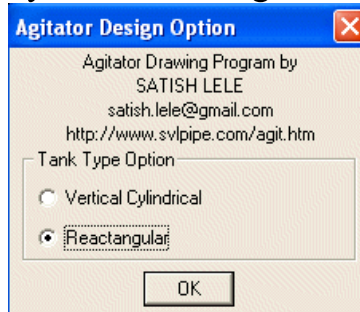 Agitator Design Option
Agitator Drawing Program by
SATISH LELE
satish.lele@gmail.com
http://www.svlpipe.com/agit.htm
Tank Type Option
Vertical Cylindrical
Reactangular
OK